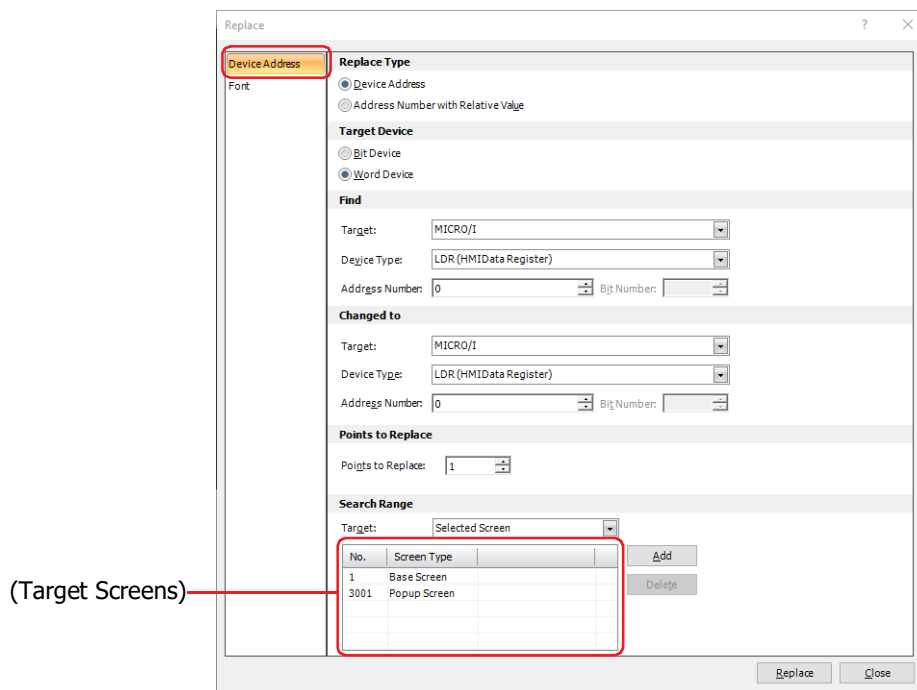 Replace
?
Device Address
Font
Replace Type
Device Address
Address Number with Relative Value
Target Device
Bit Device
Word Device
Find
Target: MICRO/I
Device Type: LDR (HMIData Register)
Address Number: 0 Bit Number:
Changed to
Target: MICRO/I
Device Type: LDR (HMIData Register)
Address Number: 0 Bit Number:
Points to Replace
Points to Replace: 1
Search Range
Target: Selected Screen
No. Screen Type Add
1 Base Screen
Delete
3001 Popup Screen
(Target Screens)
Replace Close